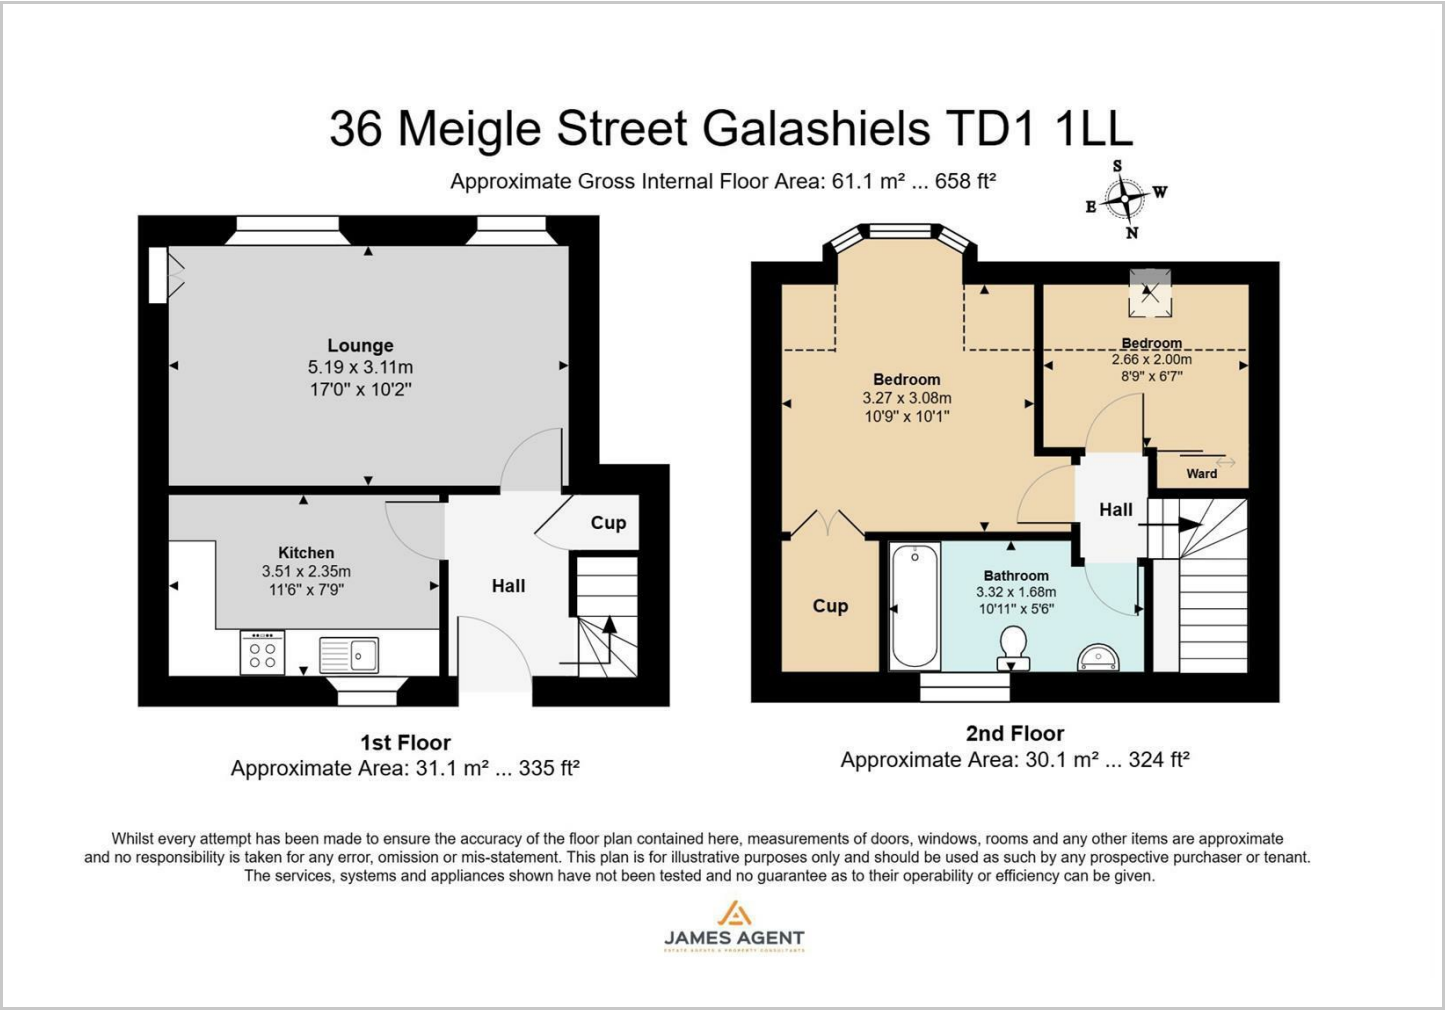 36 Meigle Street Galashiels TD1 1LL
Approximate Gross Internal Floor Area: 61.1 m² ... 658 ft²
S
W
E
N
Lounge
5.19 x 3.11m
17'0" x 10'2"
Kitchen
3.51 x 2.35m
11'6" x 7'9"
Cup
Hall
1st Floor
Approximate Area: 31.1 m² ... 335 ft²
Bedroom
3.27 x 3.08m
10'9" x 10'1"
Bedroom
2.66 x 2.00m
8'9" x 6'7"
Ward
Hall
Cup
Bathroom
3.32 x 1.68m
10'11" x 5'6"
2nd Floor
Approximate Area: 30.1 m² ... 324 ft²
Whilst every attempt has been made to ensure the accuracy of the floor plan contained here, measurements of doors, windows, rooms and any other items are approximate
and no responsibility is taken for any error, omission or mis-statement. This plan is for illustrative purposes only and should be used as such by any prospective purchaser or tenant.
The services, systems and appliances shown have not been tested and no guarantee as to their operability or efficiency can be given.
JAMES AGENT
ESTATE AGENTS & PROPERTY CONSULTANTS